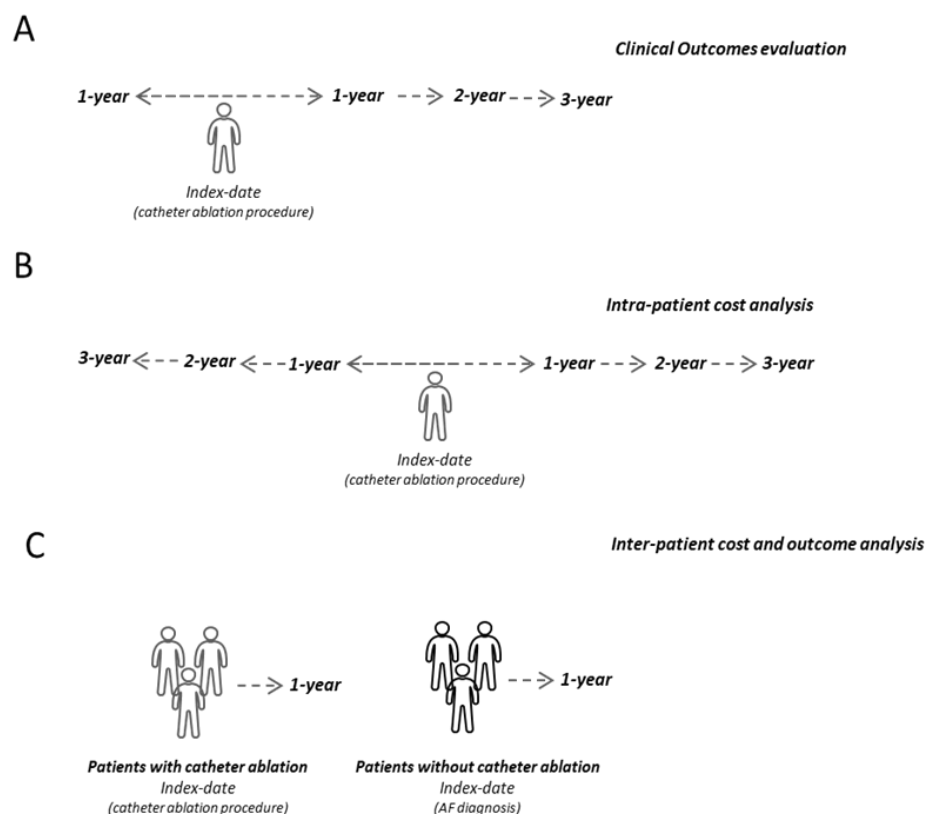 A
Clinical Outcomes evaluation
1-year 1-year 2-year 3-year
Index-date
(catheter ablation procedure)
B
Intra-patient cost analysis
3-year 2-year 1-year 1-year 2-year 3-year
Index-date
(catheter ablation procedure)
C
Inter-patient cost and outcome analysis
1-year 1-year
Patients with catheter ablation Patients without catheter ablation
Index-date Index-date
(catheter ablation procedure) (AF diagnosis)